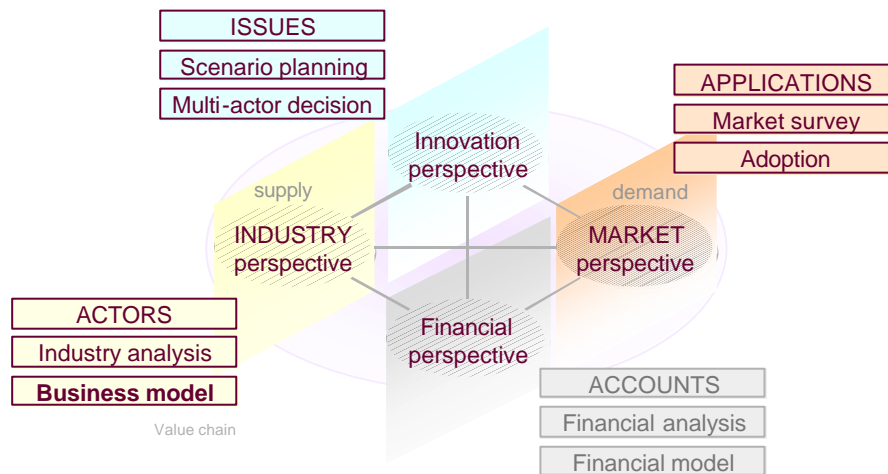 ISSUES
Scenario planning
Multi-actor decision
APPLICATIONS
Market survey
Adoption
Innovation
perspective
supply
demand
INDUSTRY
perspective
MARKET
perspective
ACTORS
Industry analysis
Business model
Value chain
Financial
perspective
ACCOUNTS
Financial analysis
Financial model